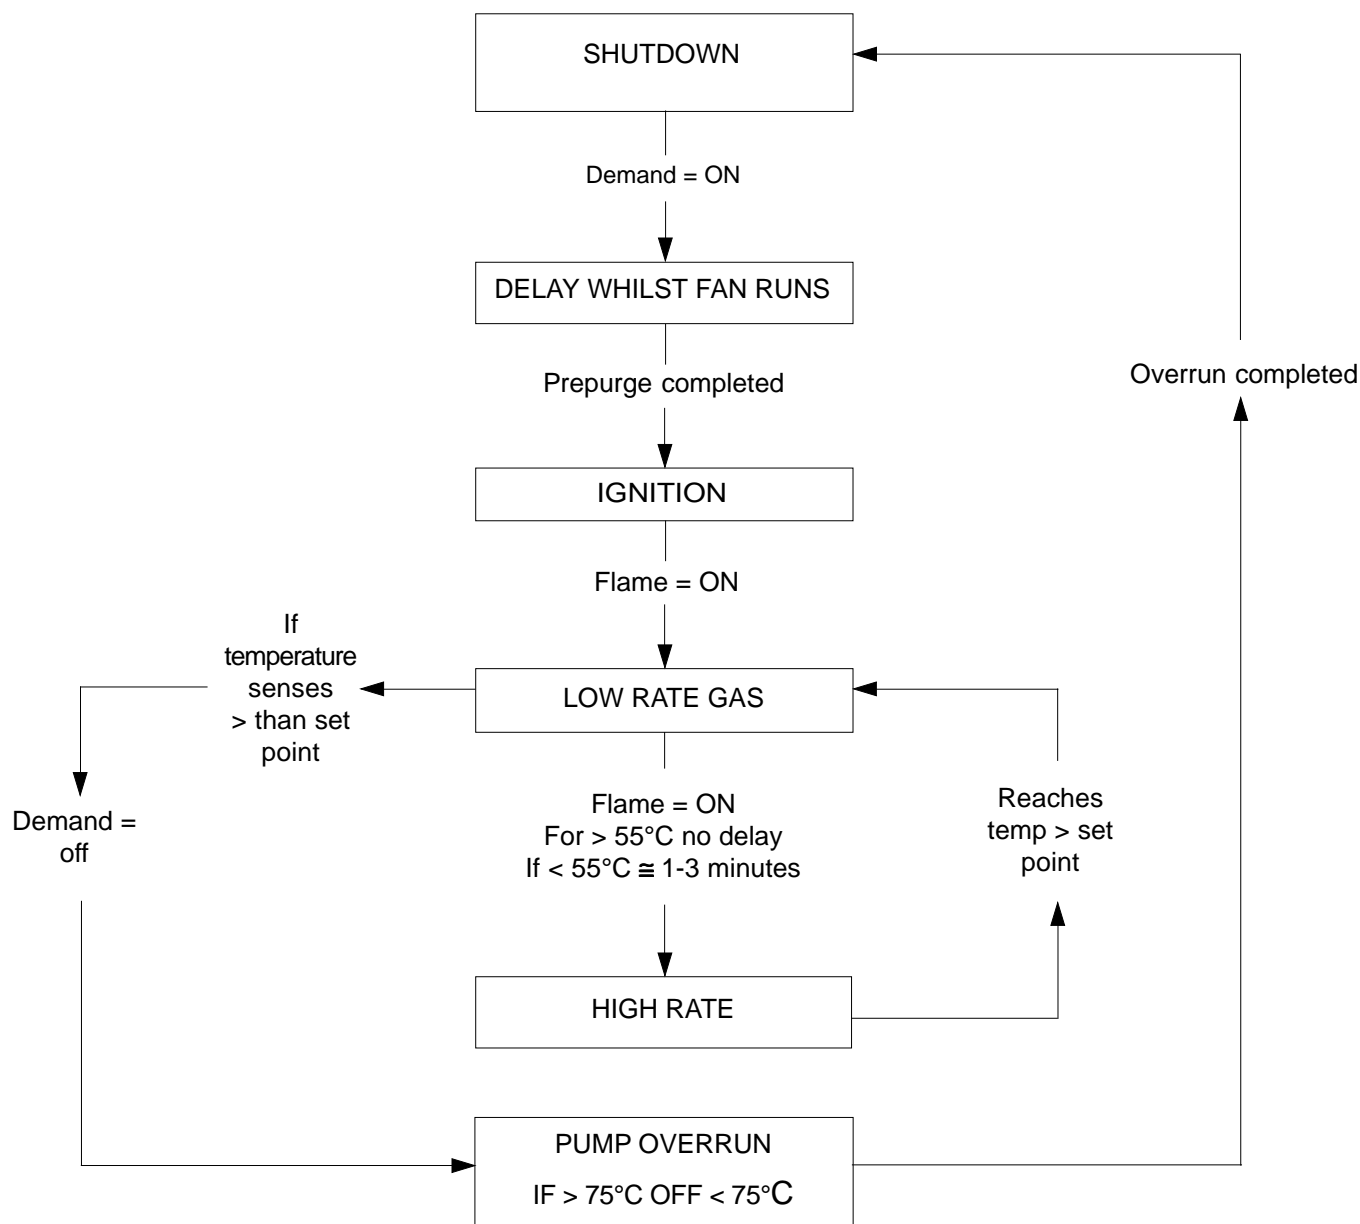 SHUTDOWN
Demand = ON
DELAY WHILST FAN RUNS
Prepurge completed
Overrun completed
IGNITION
Flame = ON
If
temperature
senses
> than set
point
LOW RATE GAS
Demand =
off
Flame = ON
For > 55°C no delay
If < 55°C ≅ 1-3 minutes
Reaches
temp > set
point
HIGH RATE
PUMP OVERRUN
IF > 75°C OFF < 75°C